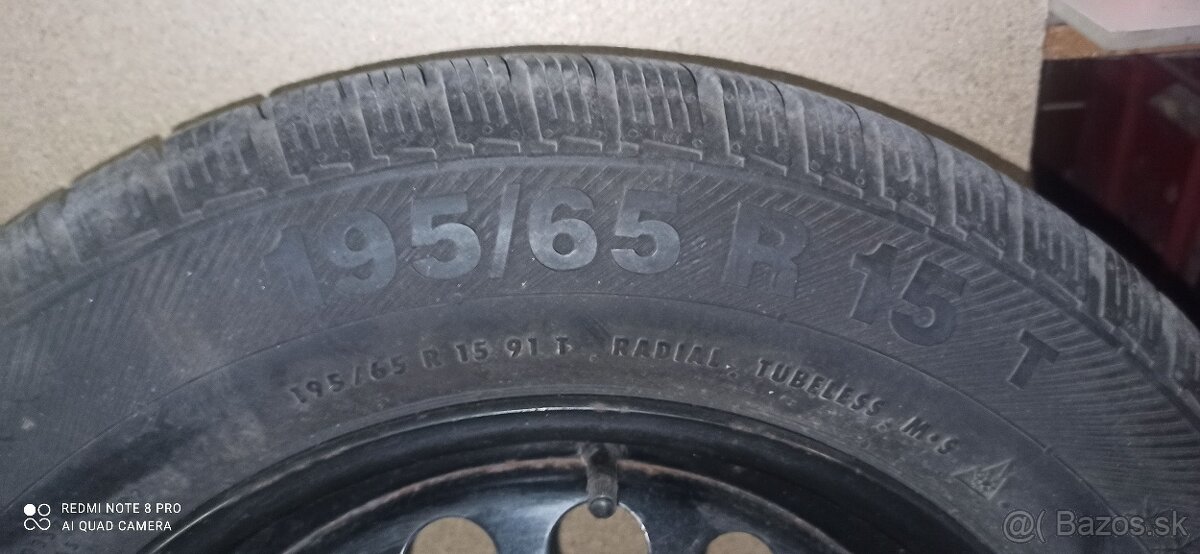 195/65 R 15 T
195/65 R 15 91 T RADIAL TUBELESS M•S
REDMI NOTE 8 PRO
AI QUAD CAMERA
@( Bazos.sk